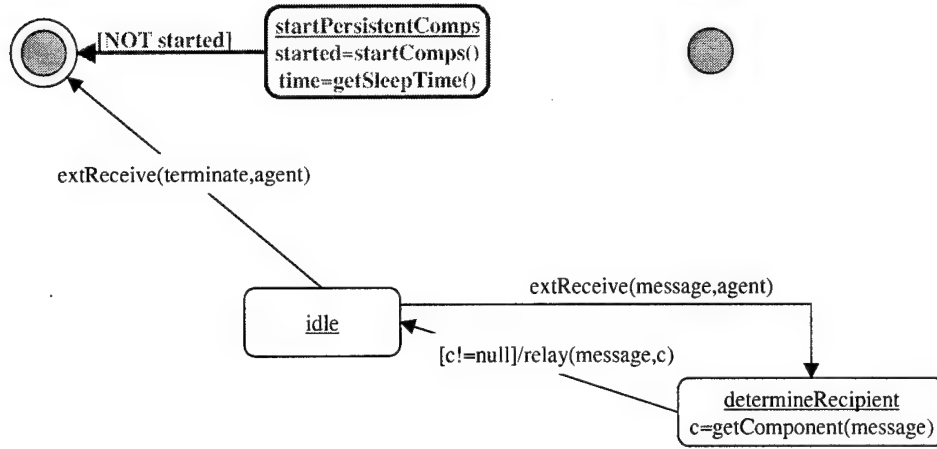 [NOT started]
startPersistentComps
started=startComps()
time=getSleepTime()
extReceive(terminate,agent)
extReceive(message,agent)
idle
[c!=null]/relay(message,c)
determineRecipient
c=getComponent(message)